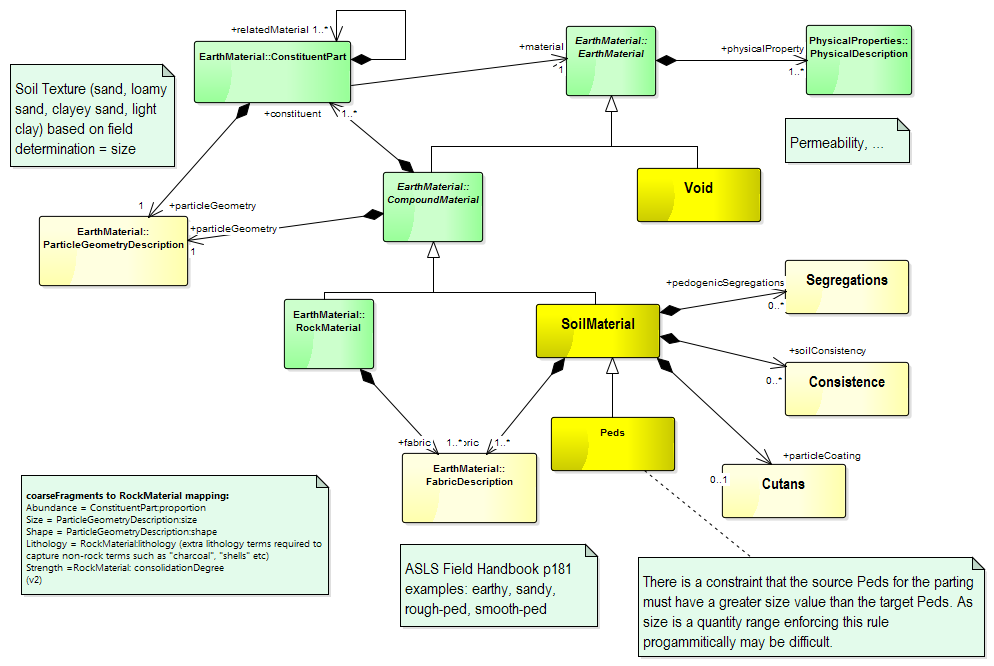 +relatedMaterial 1..*
EarthMaterial::ConstituentPart
EarthMaterial::
EarthMaterial
+material
1
+physicalProperty
1..*
PhysicalProperties::
PhysicalDescription
Soil Texture (sand, loamy
sand, clayey sand, light
clay) based on field
determination = size
+constituent
1..*
Permeability, ...
EarthMaterial::
CompoundMaterial
Void
1
+particleGeometry
+particleGeometry
1
EarthMaterial::
ParticleGeometryDescription
EarthMaterial::
RockMaterial
SoilMaterial
+pedogenicSegregations
0..*
Segregations
+soilConsistency
0..*
Consistence
Peds
+fabric
1..*
ric
1..*
EarthMaterial::
FabricDescription
+particleCoating
0..1
Cutans
coarseFragments to RockMaterial mapping:
Abundance = ConstituentPart:proportion
Size = ParticleGeometryDescription:size
Shape = ParticleGeometryDescription:shape
Lithology = RockMaterial:lithology (extra lithology terms required to
capture non-rock terms such as "charcoal", "shells" etc)
Strength =RockMaterial: consolidationDegree
(v2)
ASLS Field Handbook p181
examples: earthy, sandy,
rough-ped, smooth-ped
There is a constraint that the source Peds for the parting
must have a greater size value than the target Peds. As
size is a quantity range enforcing this rule
progammitically may be difficult.